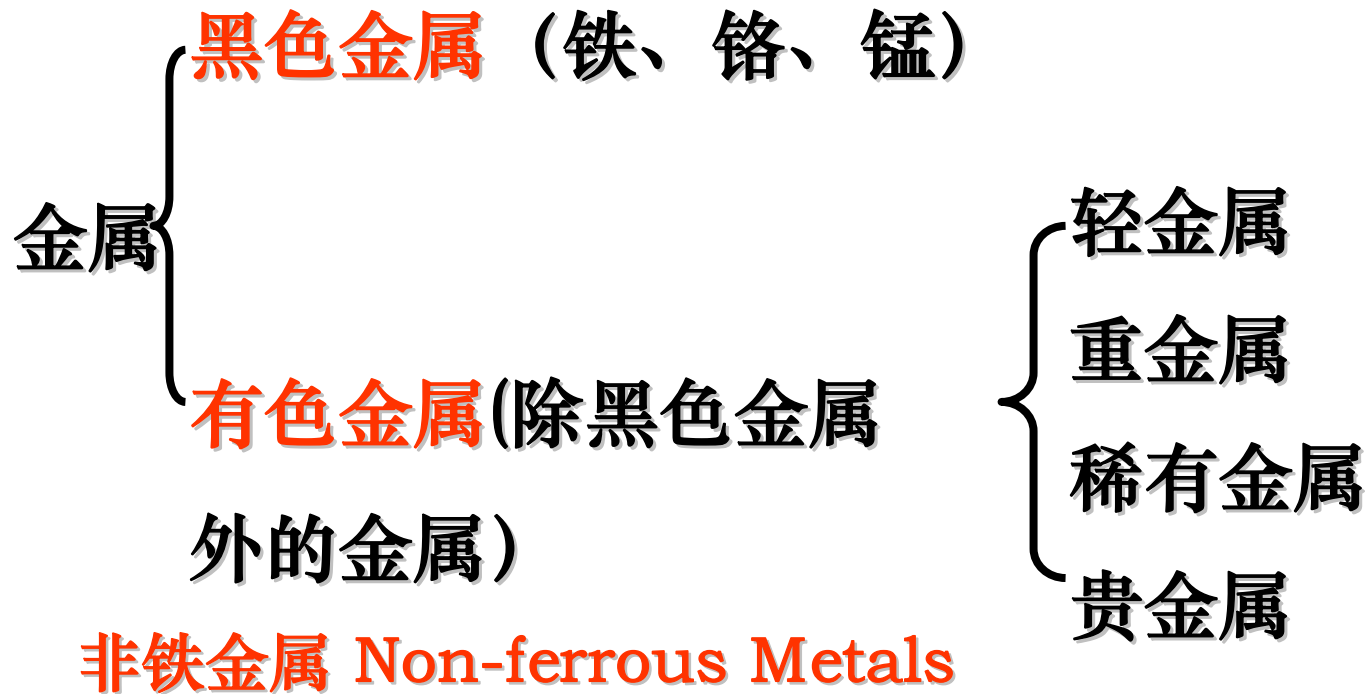 黑色金属（铁、铬、锰）
金属
有色金属(除黑色金属
外的金属）
非铁金属 Non-ferrous Metals
轻金属
重金属
稀有金属
贵金属